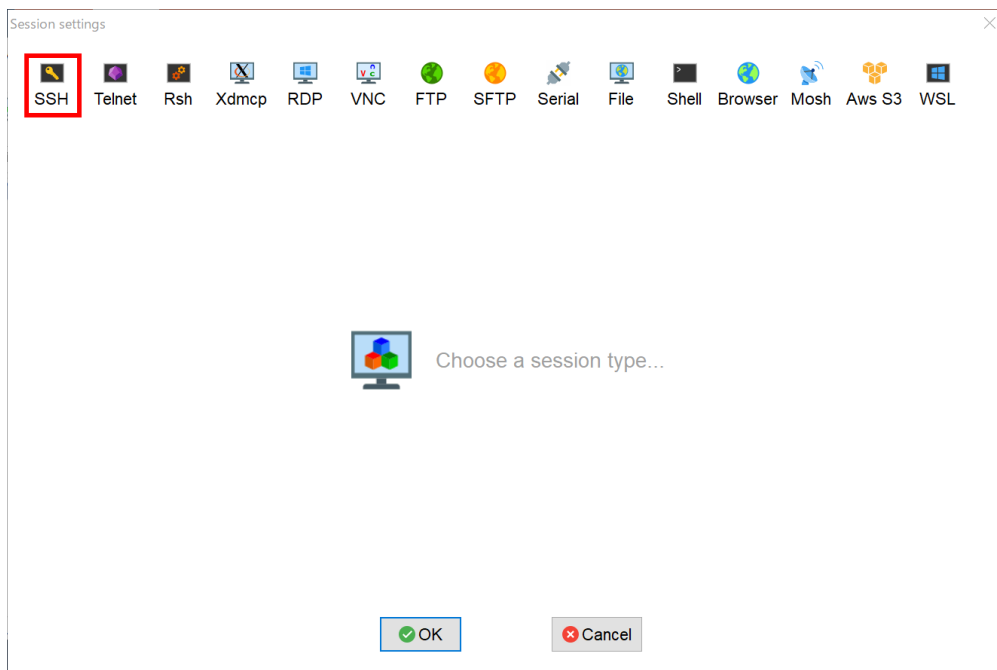 Session settings
SSH Telnet Rsh Xdmcp RDP VNC FTP SFTP Serial File Shell Browser Mosh Aws S3 WSL
Choose a session type...
OK Cancel